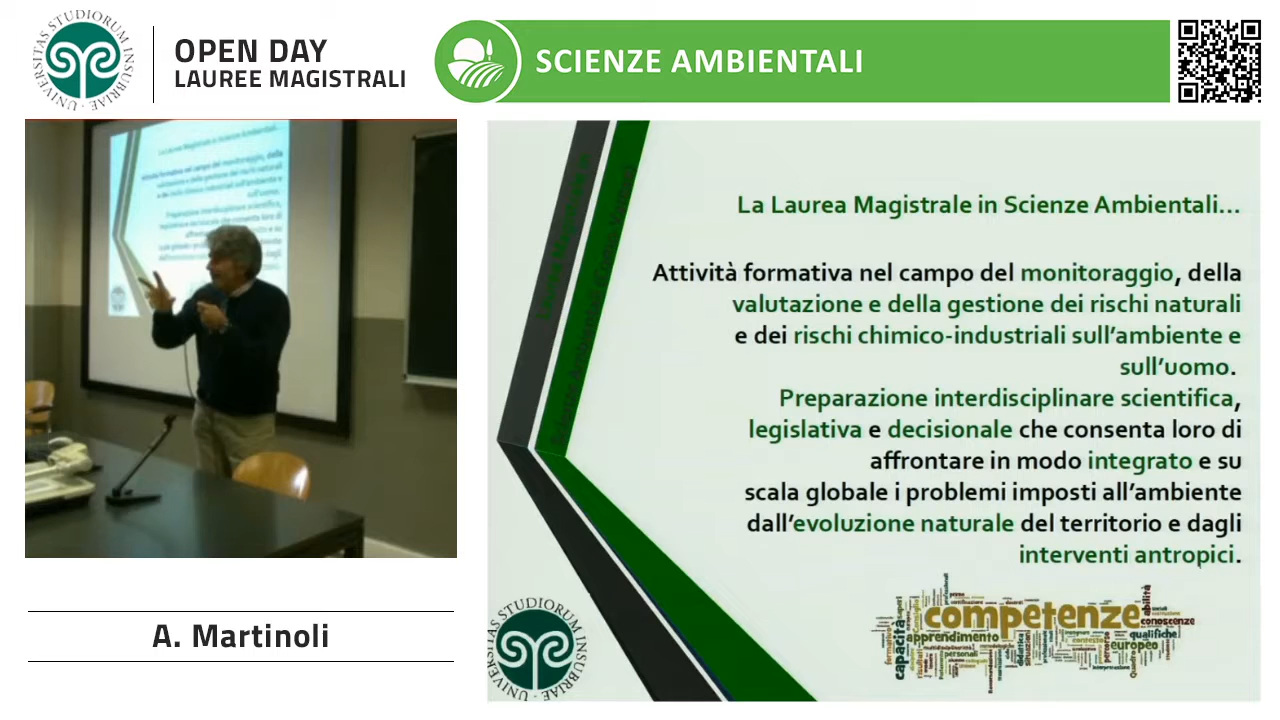 UNIVERSITAS STUDIORUM INSUBRIAE
OPEN DAY
LAUREE MAGISTRALI
SCIENZE AMBIENTALI
La Laurea Magistrale in Scienze Ambientali...
Attività formativa nel campo del monitoraggio, della
valutazione e della gestione dei rischi naturali
e dei rischi chimico-industriali sull'ambiente e
sull'uomo.
Preparazione interdisciplinare scientifica,
legislativa e decisionale che consenta loro di
affrontare in modo integrato e su
scala globale i problemi imposti all'ambiente
dall'evoluzione naturale del territorio e dagli
interventi antropici.
A. Martinoli
UNIVERSITAS STUDIORUM INSUBRIAE
competenze
abilità
conoscenze
capacità
apprendimento
qualifiche
europeo
personali